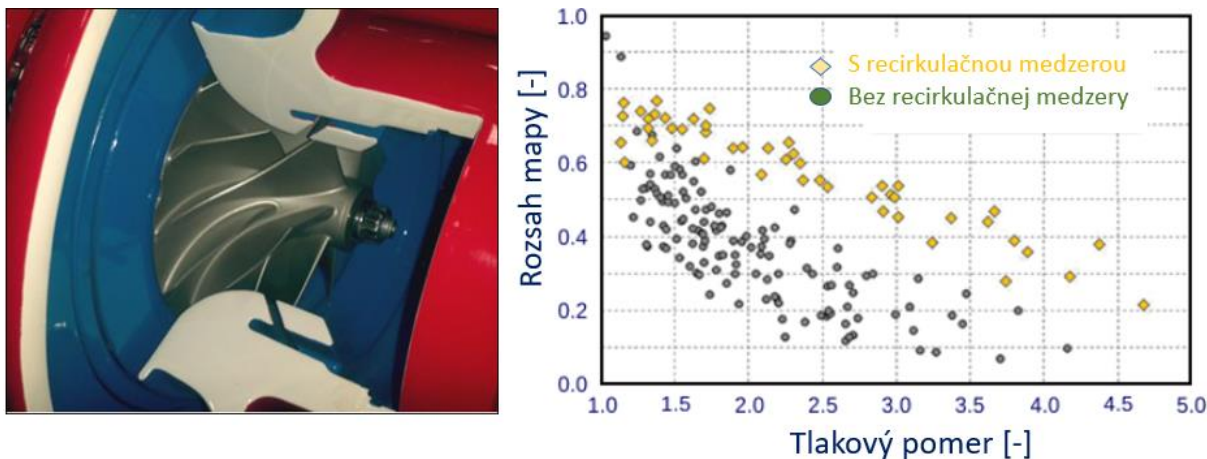 1.0
0.8
0.6
0.4
0.2
0.0
Rozsah mapy [-]
S recirkulačnou medzerou
Bez recirkulačnej medzery
1.0 1.5 2.0 2.5 3.0 3.5 4.0 4.5 5.0
Tlakový pomer [-]